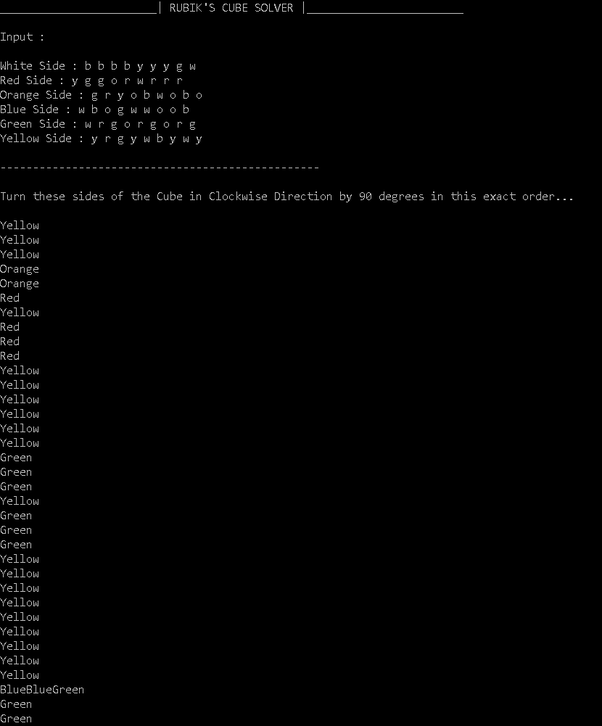 ________________________| RUBIK'S CUBE SOLVER |________________________
Input :
White Side : b b b b y y y g w
Red Side : y g g o r w r r r
Orange Side : g r y o b w o b o
Blue Side : w b o g w w o o b
Green Side : w r g o r g o r g
Yellow Side : y r g y w b y w y
-------------------------------------------------
Turn these sides of the Cube in Clockwise Direction by 90 degrees in this exact order...
Yellow
Yellow
Yellow
Orange
Orange
Red
Yellow
Red
Red
Red
Yellow
Yellow
Yellow
Yellow
Yellow
Yellow
Green
Green
Green
Yellow
Green
Green
Green
Yellow
Yellow
Yellow
Yellow
Yellow
Yellow
Yellow
Yellow
Yellow
BlueBlueGreen
Green
Green